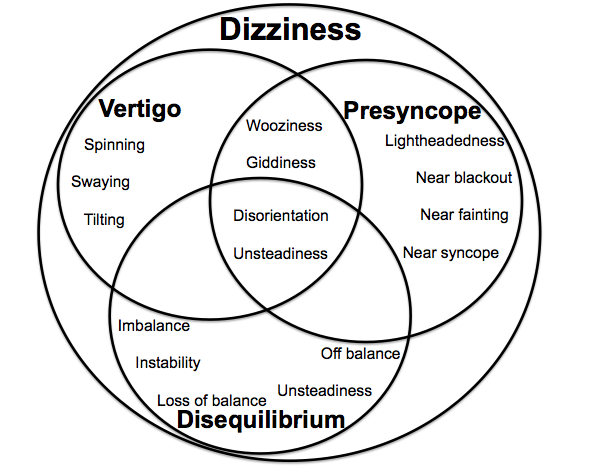 Dizziness
Vertigo
Presyncope
Spinning
Swaying
Tilting
Wooziness
Giddiness
Disorientation
Unsteadiness
Lightheadedness
Near blackout
Near fainting
Near syncope
Imbalance
Instability
Loss of balance
Off balance
Unsteadiness
Disequilibrium